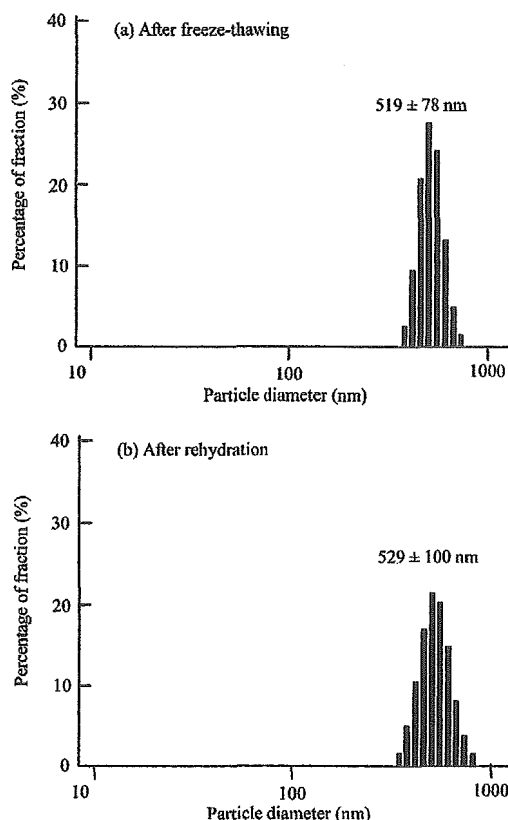 (a) After freeze-thawing
519 ± 78 nm
Percentage of fraction (%)
40
30
20
10
0
10 100 1000
Particle diameter (nm)
(b) After rehydration
529 ± 100 nm
Percentage of fraction (%)
40
30
20
10
0
10 100 1000
Particle diameter (nm)